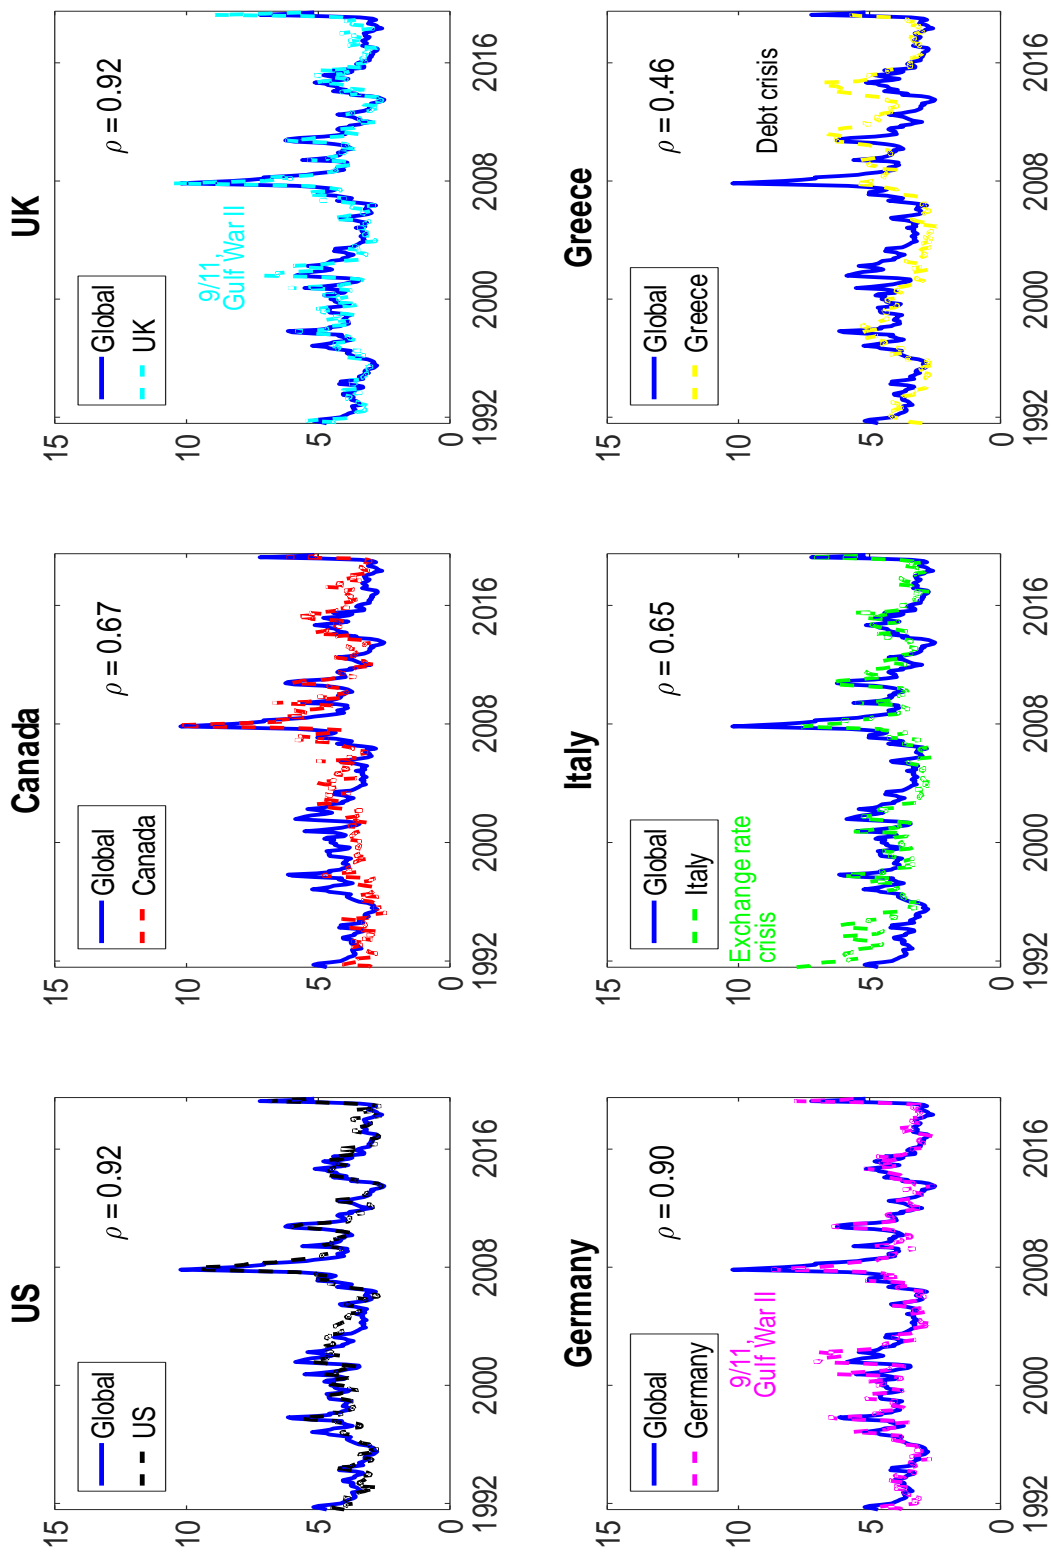 US
Global
US
ρ = 0.92
15
10
5
0
1992
2000
2008
2016
Canada
Global
Canada
ρ = 0.67
15
10
5
0
1992
2000
2008
2016
UK
Global
UK
ρ = 0.92
9/11,
Gulf War II
15
10
5
0
1992
2000
2008
2016
Germany
Global
Germany
ρ = 0.90
9/11,
Gulf War II
15
10
5
0
1992
2000
2008
2016
Italy
Global
Italy
ρ = 0.65
Exchange rate
crisis
15
10
5
0
1992
2000
2008
2016
Greece
Global
Greece
ρ = 0.46
Debt crisis
15
10
5
0
1992
2000
2008
2016